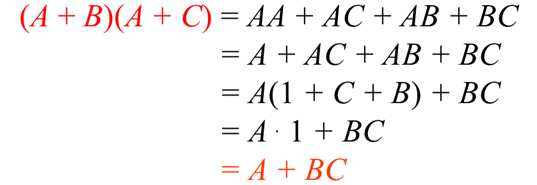 (A + B)(A + C) = AA + AC + AB + BC
= A + AC + AB + BC
= A(1 + C + B) + BC
= A · 1 + BC
= A + BC